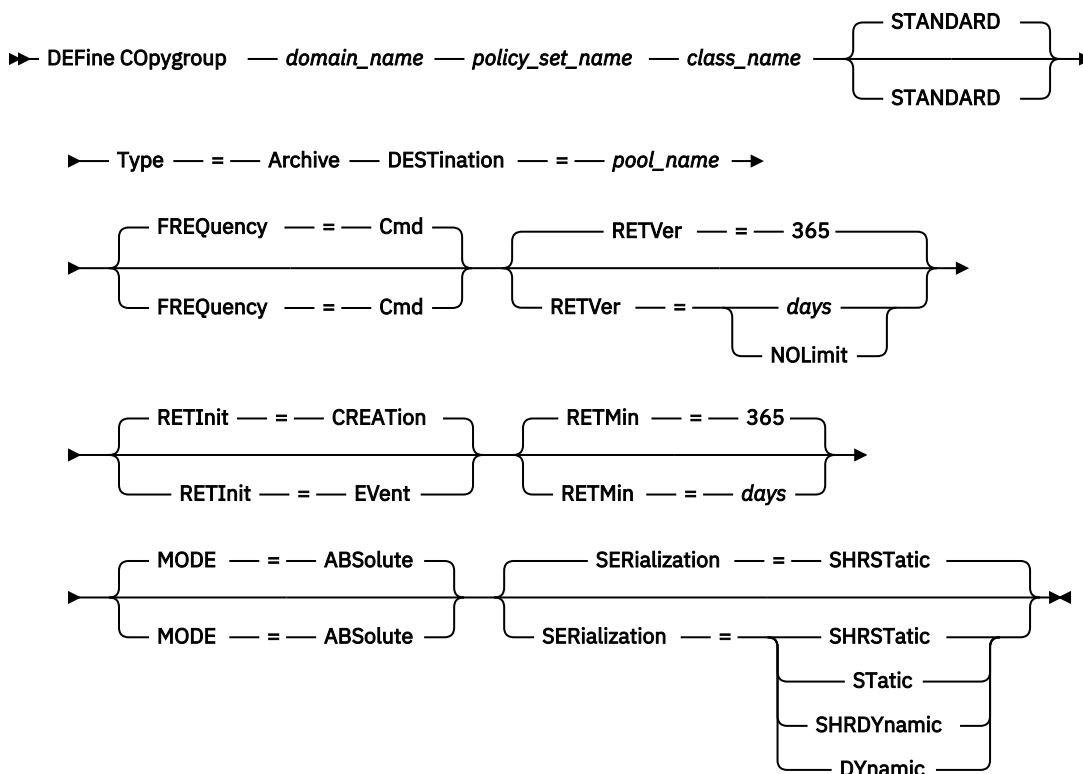 STANDARD
DEFine COpygroup domain_name policy_set_name class_name
STANDARD
Type = Archive DESTination = pool_name
FREQuency = Cmd RETVer = 365
FREQuency = Cmd RETVer = days
NOLimit
RETInit = CREATion RETMin = 365
RETInit = EVent RETMin = days
MODE = ABSolute SERialization = SHRSTatic
MODE = ABSolute SERialization = SHRSTatic
STatic
SHRDYnamic
DYnamic